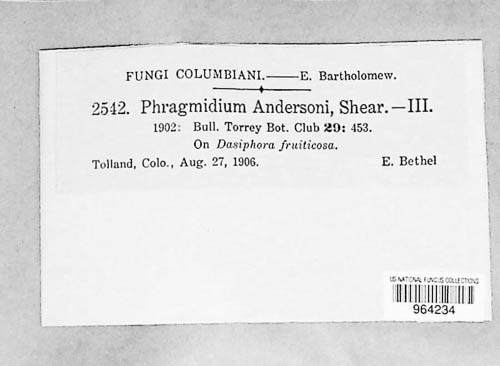 FUNGI COLUMBIANI.——E. Bartholomew.
2542. Phragmidium Andersoni, Shear.—III.
1902: Bull. Torrey Bot. Club 29: 453.
On Dasiphora fruiticosa.
Tolland, Colo., Aug. 27, 1906. E. Bethel
US NATIONAL FUNGUS COLLECTIONS
964234